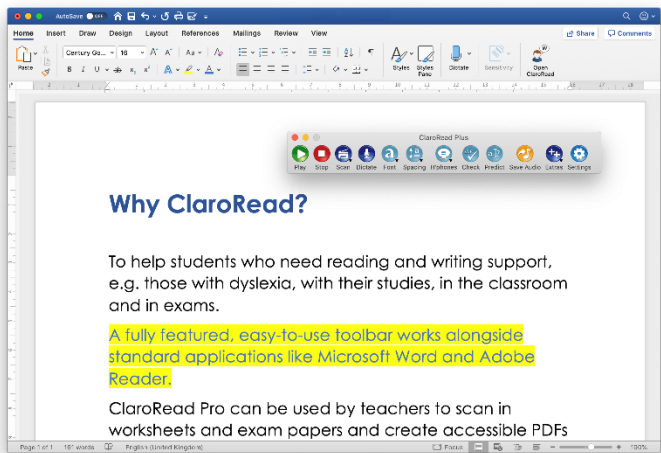 AutoSave OFF
Home Insert Draw Design Layout References Mailings Review View Share Comments
Paste
Century Go... 16
Styles Styles Pane Dictate Sensitivity Open ClaroRead
ClaroRead Plus
Play Stop Scan Dictate Font Spacing H'phones Check Predict Save Audio Extras Settings
Why ClaroRead?
To help students who need reading and writing support,
e.g. those with dyslexia, with their studies, in the classroom
and in exams.
A fully featured, easy-to-use toolbar works alongside
standard applications like Microsoft Word and Adobe
Reader.
ClaroRead Pro can be used by teachers to scan in
worksheets and exam papers and create accessible PDFs
Page 1 of 1 English (United Kingdom) Focus 100%